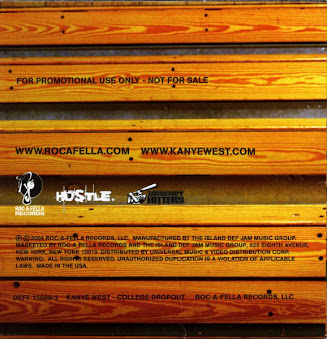 FOR PROMOTIONAL USE ONLY - NOT FOR SALE
WWW.ROCAFELLA.COM WWW.KANYEWEST.COM
ROC-A-FELLA
RECORDS
HUSTLE.
HITTERS
Ⓟ©2004 ROC-A-FELLA RECORDS, LLC. MANUFACTURED BY THE ISLAND DEF JAM MUSIC GROUP.
MARKETED BY ROC-A-FELLA RECORDS AND THE ISLAND DEF JAM MUSIC GROUP, 825 EIGHTH AVENUE,
NEW YORK, NEW YORK 10019. DISTRIBUTED BY UNIVERSAL MUSIC & VIDEO DISTRIBUTION CORP.
WARNING: ALL RIGHTS RESERVED. UNAUTHORIZED DUPLICATION IS A VIOLATION OF APPLICABLE
LAWS. MADE IN THE USA.
KANYE WEST - COLLEGE DROPOUT ROC-A-FELLA RECORDS, LLC